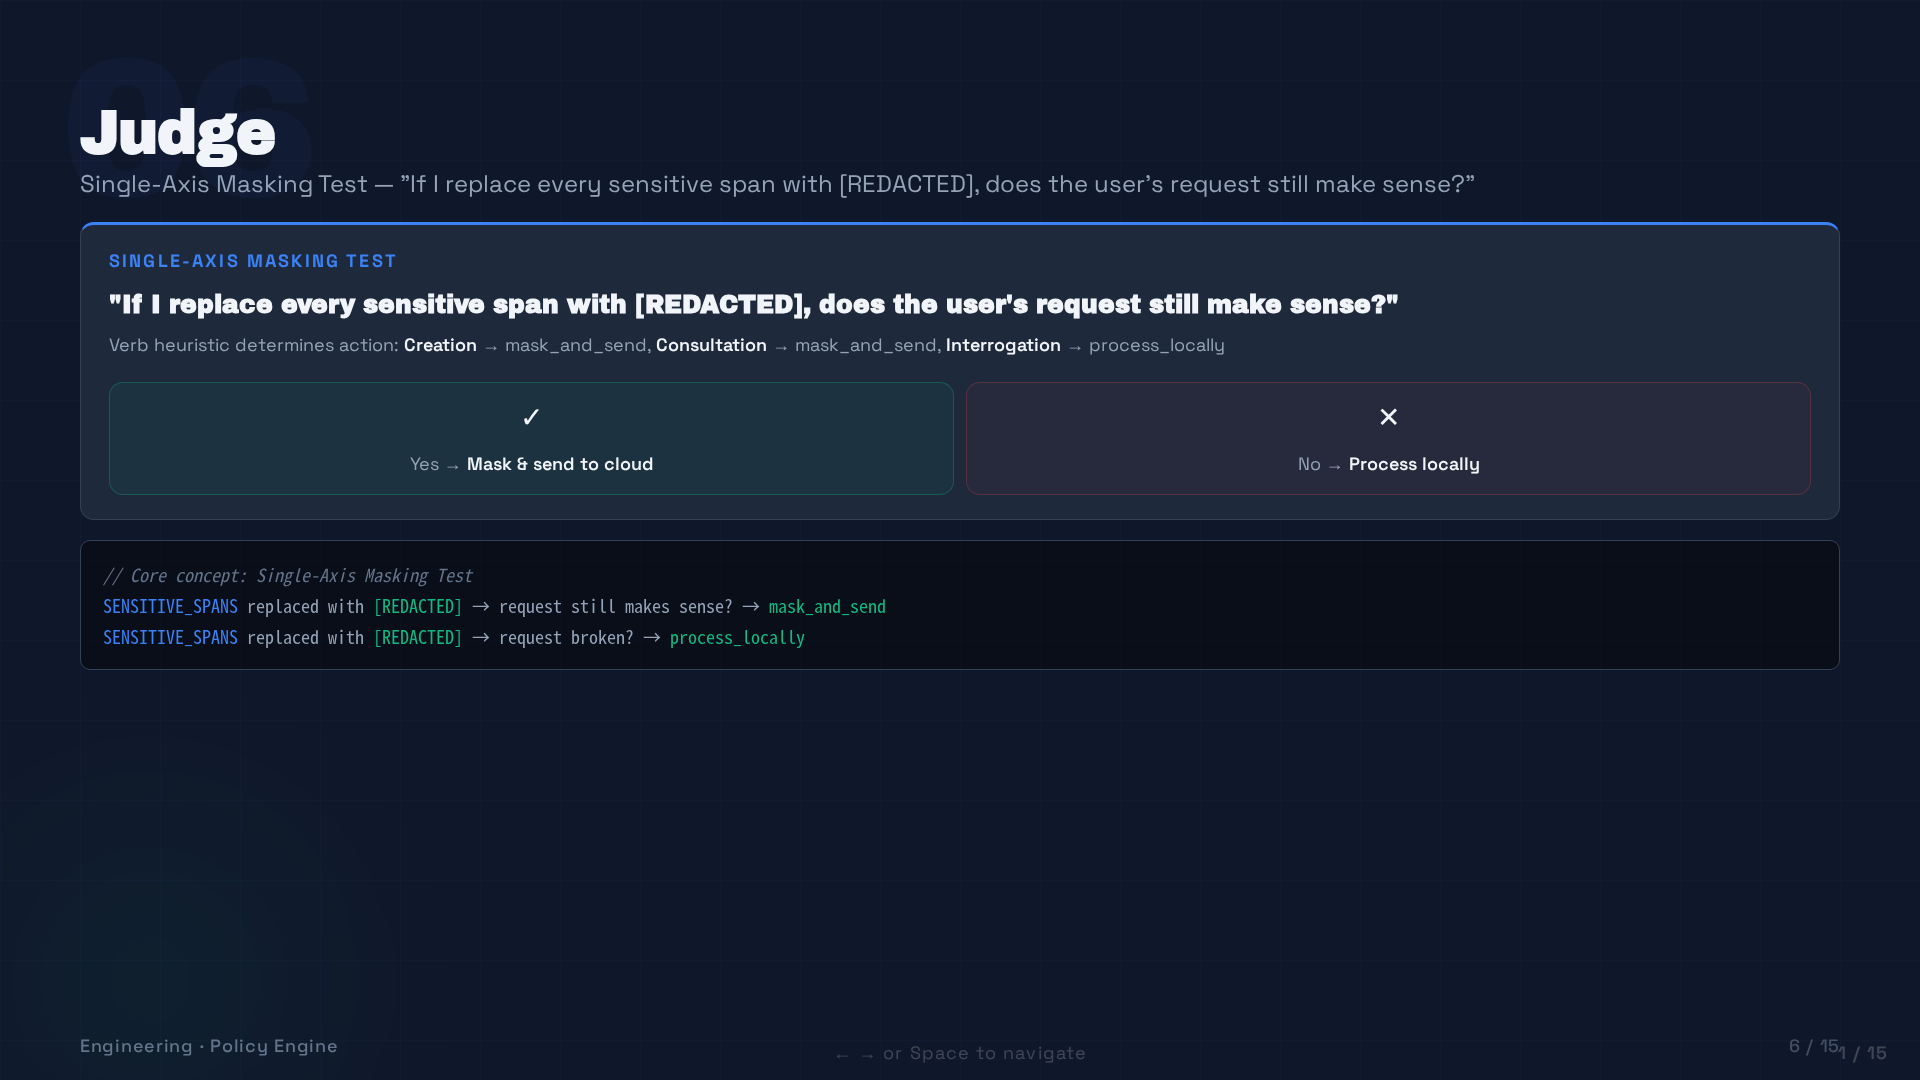 06
Judge
Single-Axis Masking Test — ”If I replace every sensitive span with [REDACTED], does the user’s request still make sense?”
SINGLE-AXIS MASKING TEST
"If I replace every sensitive span with [REDACTED], does the user's request still make sense?"
Verb heuristic determines action: Creation → mask_and_send, Consultation → mask_and_send, Interrogation → process_locally
✓
Yes → Mask & send to cloud
✕
No → Process locally
// Core concept: Single-Axis Masking Test
SENSITIVE_SPANS replaced with [REDACTED] → request still makes sense? → mask_and_send
SENSITIVE_SPANS replaced with [REDACTED] → request broken? → process_locally
Engineering · Policy Engine
← → or Space to navigate
6 / 15
1 / 15